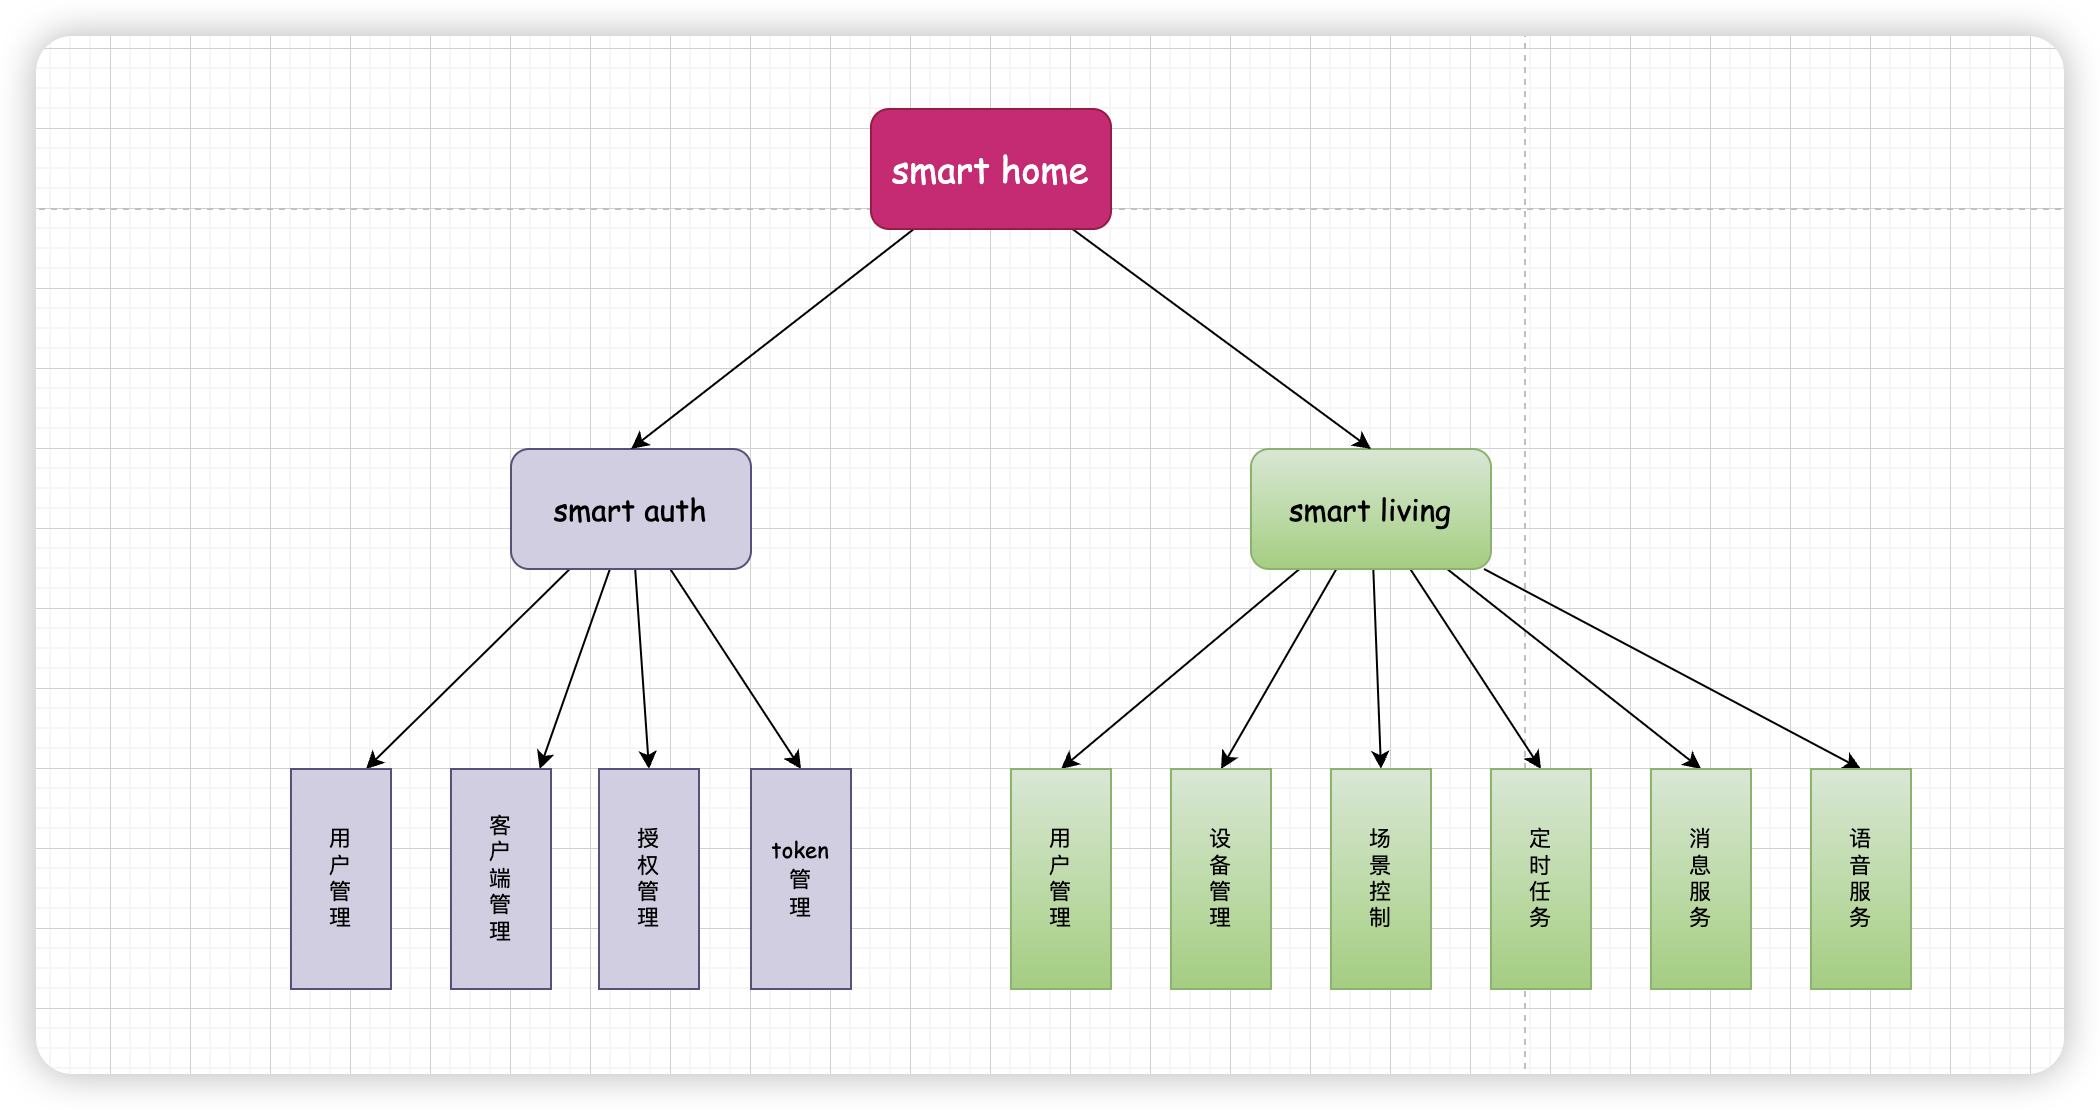 smart home
smart auth
smart living
用户管理
客户端管理
授权管理
token
管理
用户管理
设备管理
场景控制
定时任务
消息服务
语音服务